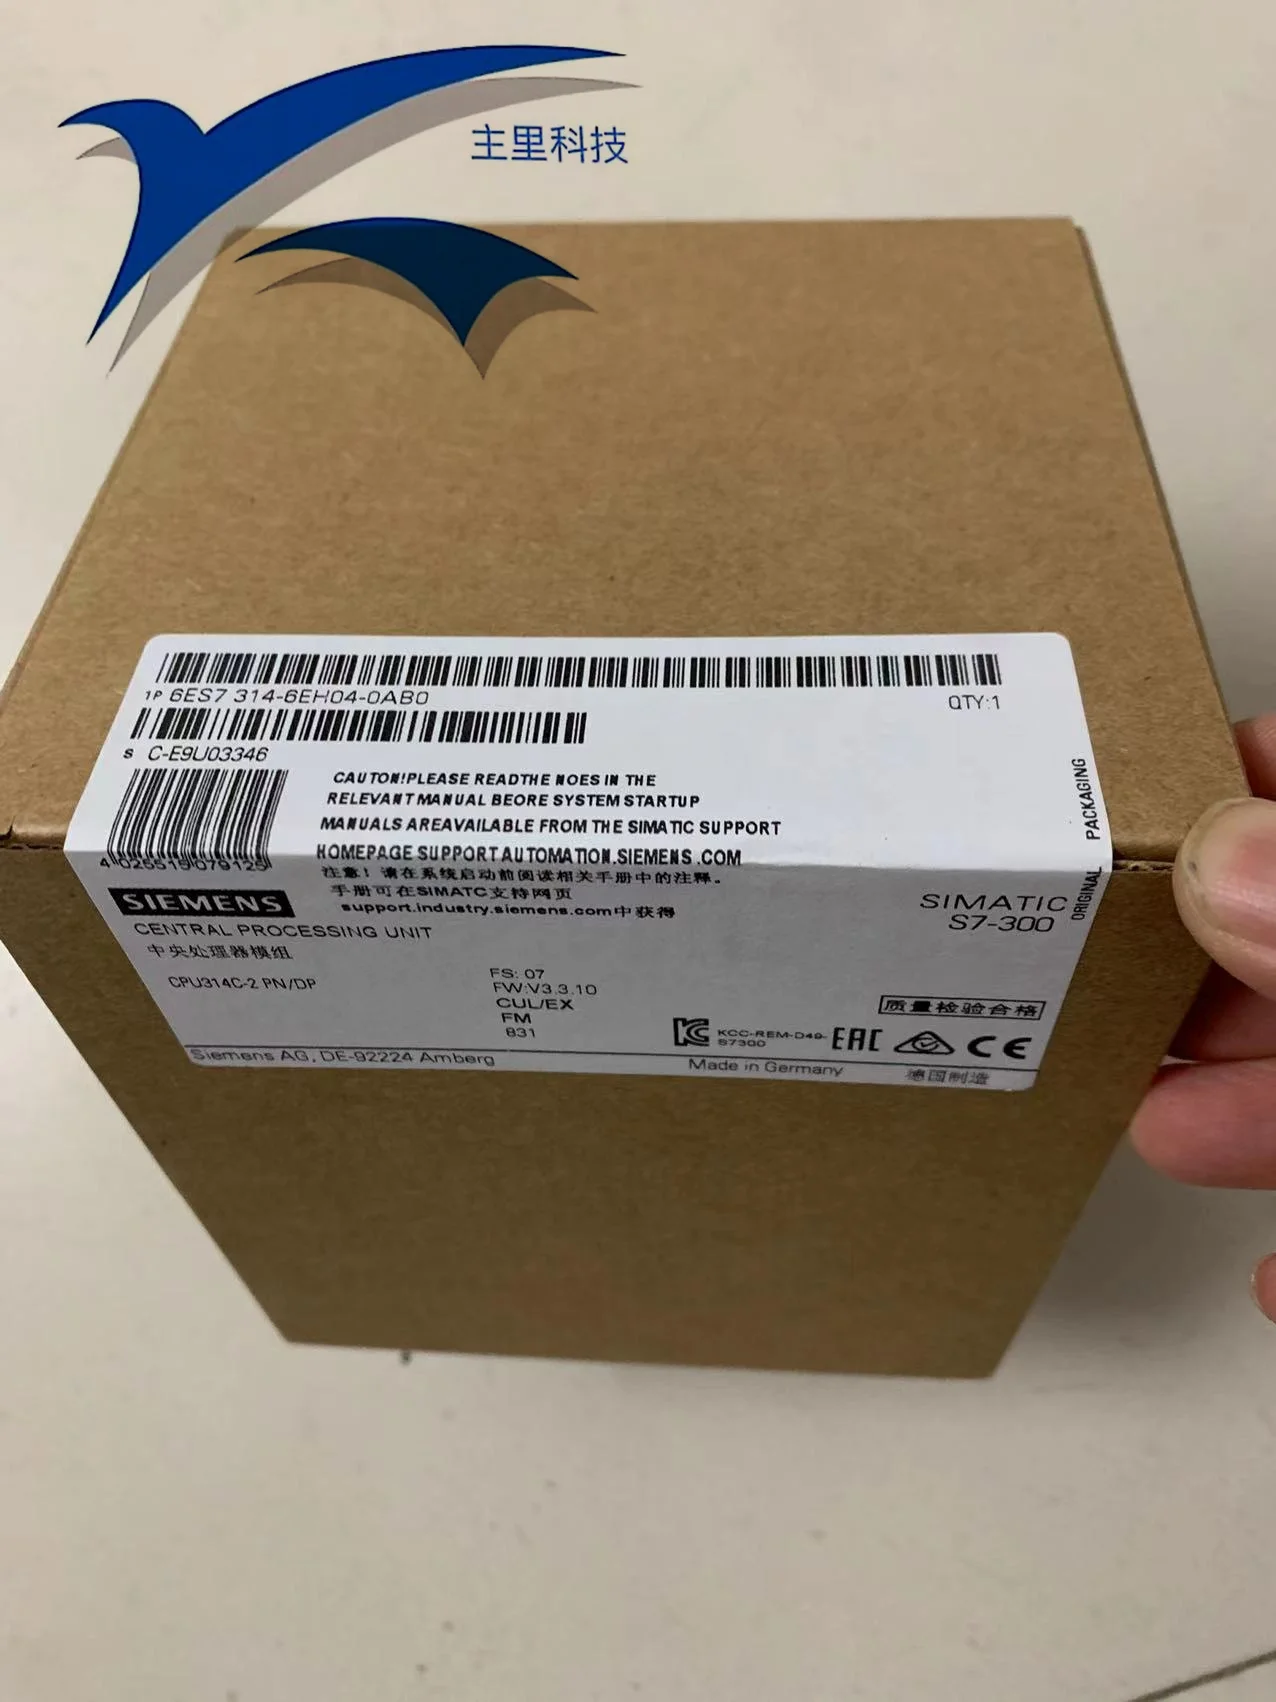 主里科技
1P 6ES7 314-6EH04-0AB0
QTY:1
S C-E9U03346
CAUTON!PLEASE READTHE NOES IN THE
RELEVANT MANUAL BEORE SYSTEM STARTUP
MANUALS AREAVAILABLE FROM THE SIMATIC SUPPORT
HOMEPAGE SUPPORT AUTOMATION.SIEMENS.COM
注意！请在系统启动前阅读相关手册中的注释。
手册可在SIMATC支持网页
support.industry.siemens.com中获得
4 025515 079125
SIEMENS
CENTRAL PROCESSING UNIT
中央处理器模组
CPU314C-2 PN/DP
FS: 07
FW:V3.3.10
CUL/EX
FM
831
SIMATIC
S7-300
ORIGINAL PACKAGING
质量检验合格
KCC-REM-D49-
S7300
EAC
CE
Siemens AG, DE-92224 Amberg
Made in Germany
德国制造